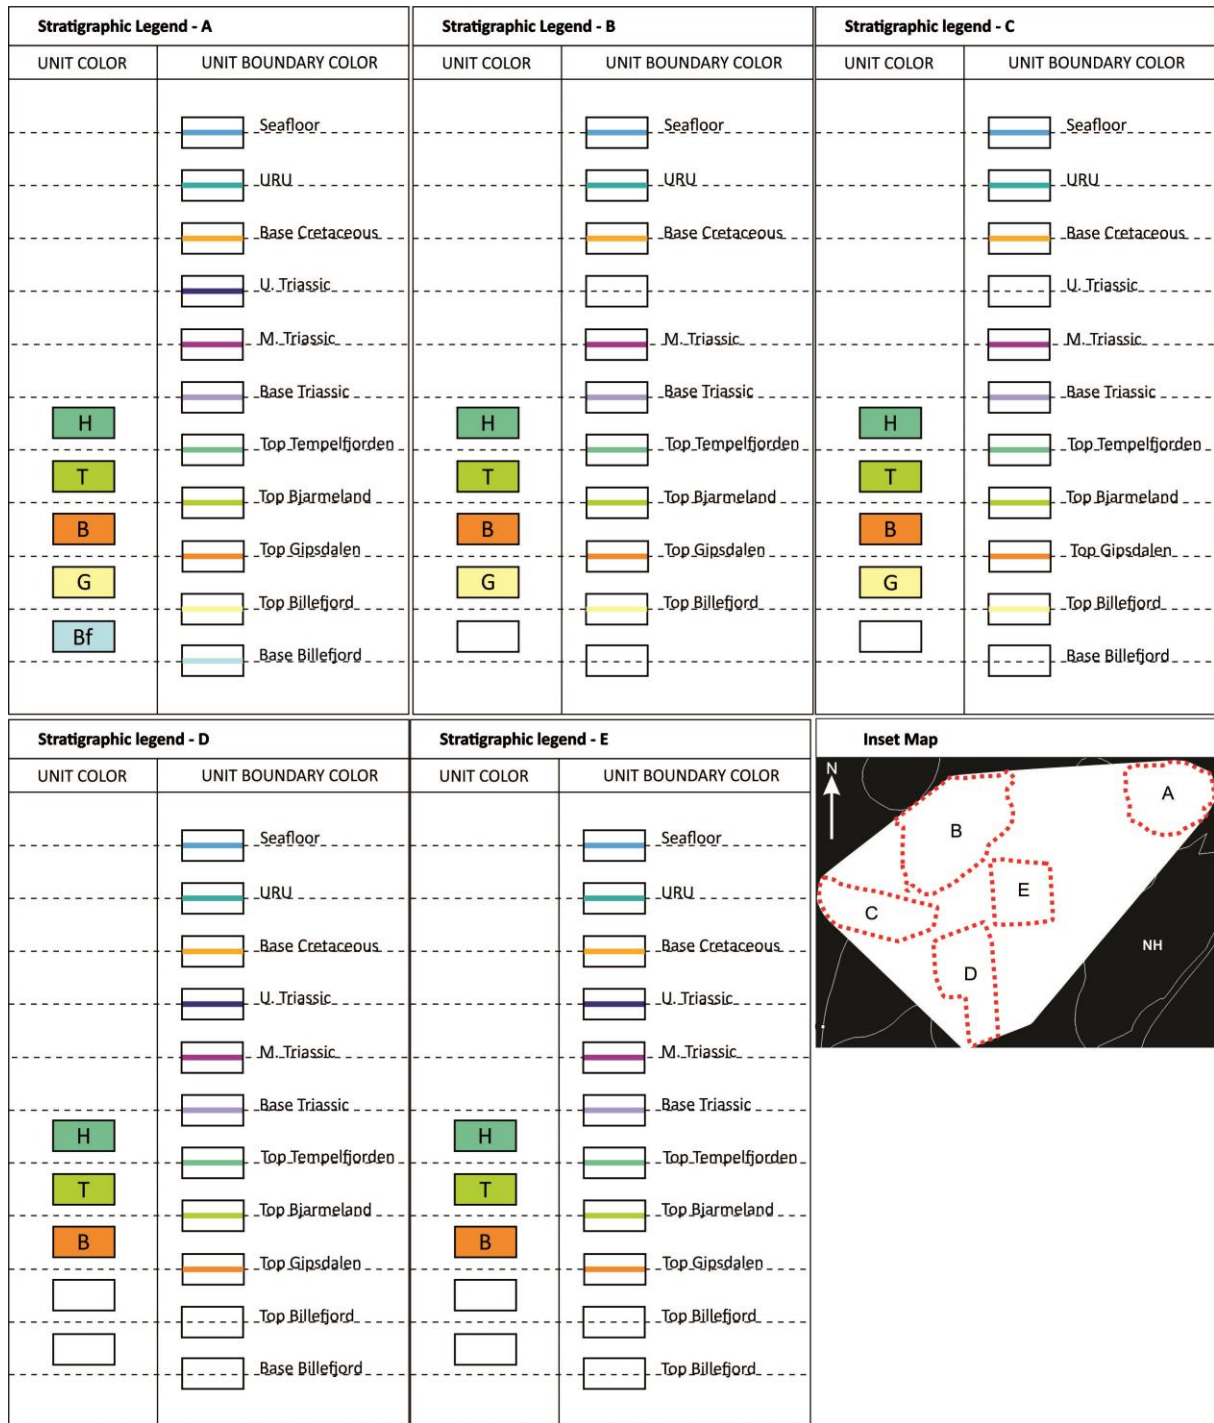 Stratigraphic Legend - A
UNIT COLOR
UNIT BOUNDARY COLOR
Seafloor
URU
Base Cretaceous
U. Triassic
M. Triassic
Base Triassic
H
Top Tempelfjorden
T
Top Bjarmeland
B
Top Gipsdalen
G
Top Billefjord
Bf
Base Billefjord
Stratigraphic Legend - B
UNIT COLOR
UNIT BOUNDARY COLOR
Seafloor
URU
Base Cretaceous
M. Triassic
Base Triassic
H
Top Tempelfjorden
T
Top Bjarmeland
B
Top Gipsdalen
G
Top Billefjord
Stratigraphic legend - C
UNIT COLOR
UNIT BOUNDARY COLOR
Seafloor
URU
Base Cretaceous
U. Triassic
M. Triassic
Base Triassic
H
Top Tempelfjorden
T
Top Bjarmeland
B
Top Gipsdalen
G
Top Billefjord
Base Billefjord
Stratigraphic legend - D
UNIT COLOR
UNIT BOUNDARY COLOR
Seafloor
URU
Base Cretaceous
U. Triassic
M. Triassic
Base Triassic
H
Top Tempelfjorden
T
Top Bjarmeland
B
Top Gipsdalen
Top Billefjord
Base Billefjord
Stratigraphic legend - E
UNIT COLOR
UNIT BOUNDARY COLOR
Seafloor
URU
Base Cretaceous
U. Triassic
M. Triassic
Base Triassic
H
Top Tempelfjorden
T
Top Bjarmeland
B
Top Gipsdalen
Top Billefjord
Top Billefjord
Inset Map
N
A
B
E
C
NH
D